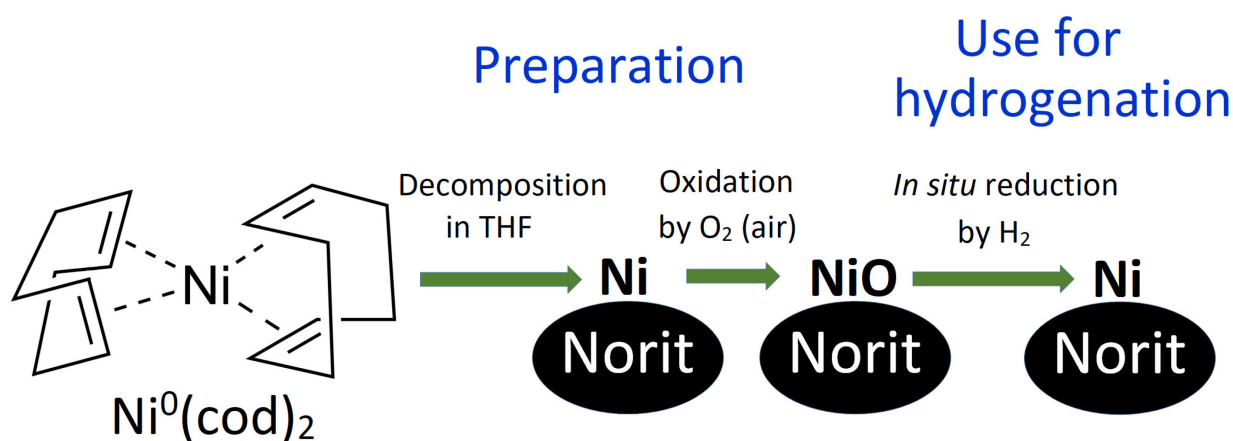 Preparation
Use for
hydrogenation
Decomposition
in THF
Oxidation
by O₂ (air)
In situ reduction
by H₂
Ni
Ni
NiO
Ni
Norit
Norit
Norit
Ni⁰(cod)₂